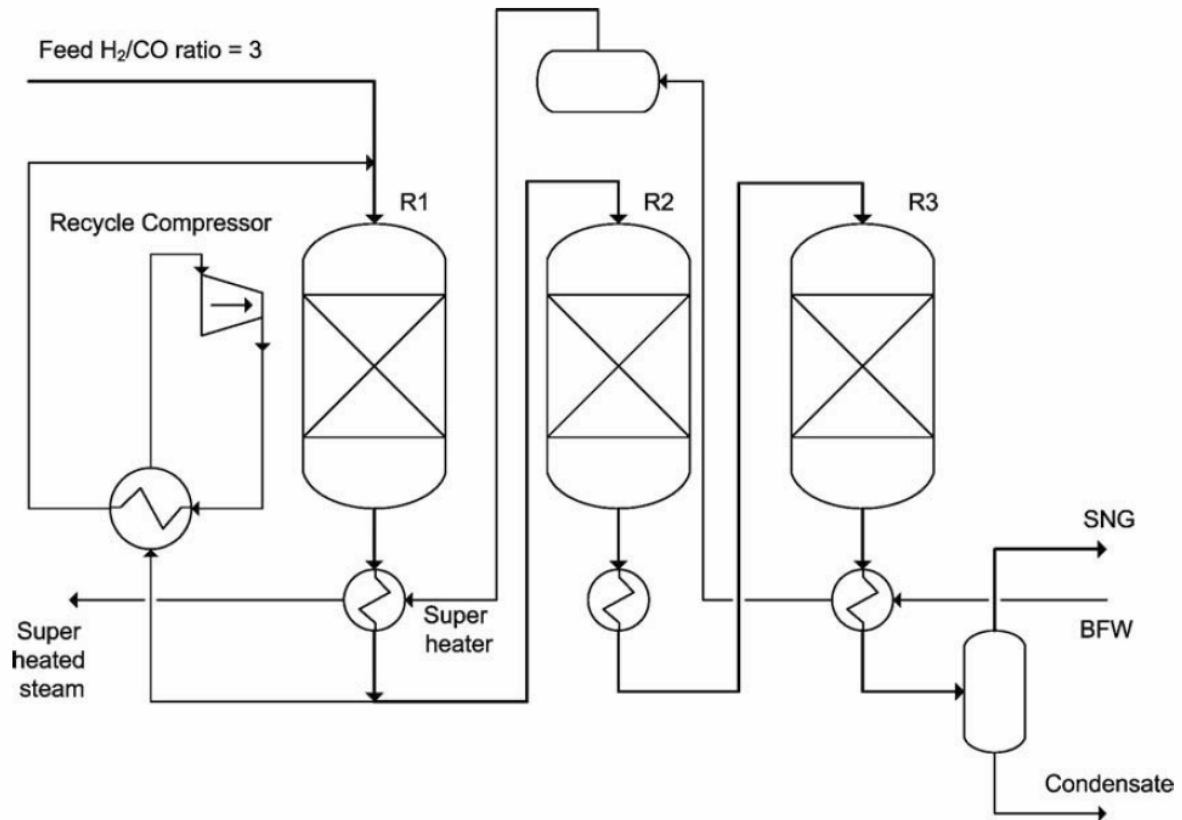 Feed H₂/CO ratio = 3
R1
R2
R3
Recycle Compressor
SNG
Super
heater
BFW
Super
heated
steam
Condensate